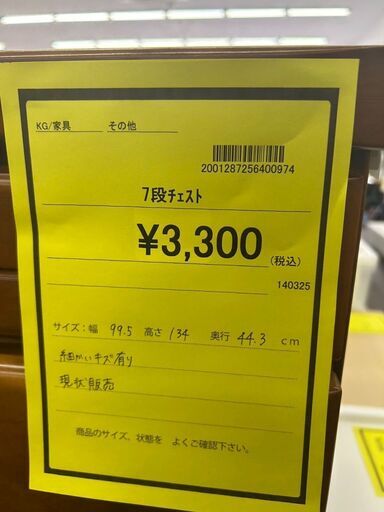 KG/家具 その他
2001287256400974
7段チェスト
¥3,300(税込)
140325
サイズ:幅 99.5 高さ 134 奥行 44.3 cm
細かいキズ有り
現状販売
商品のサイズ、状態を よくご確認下さい。